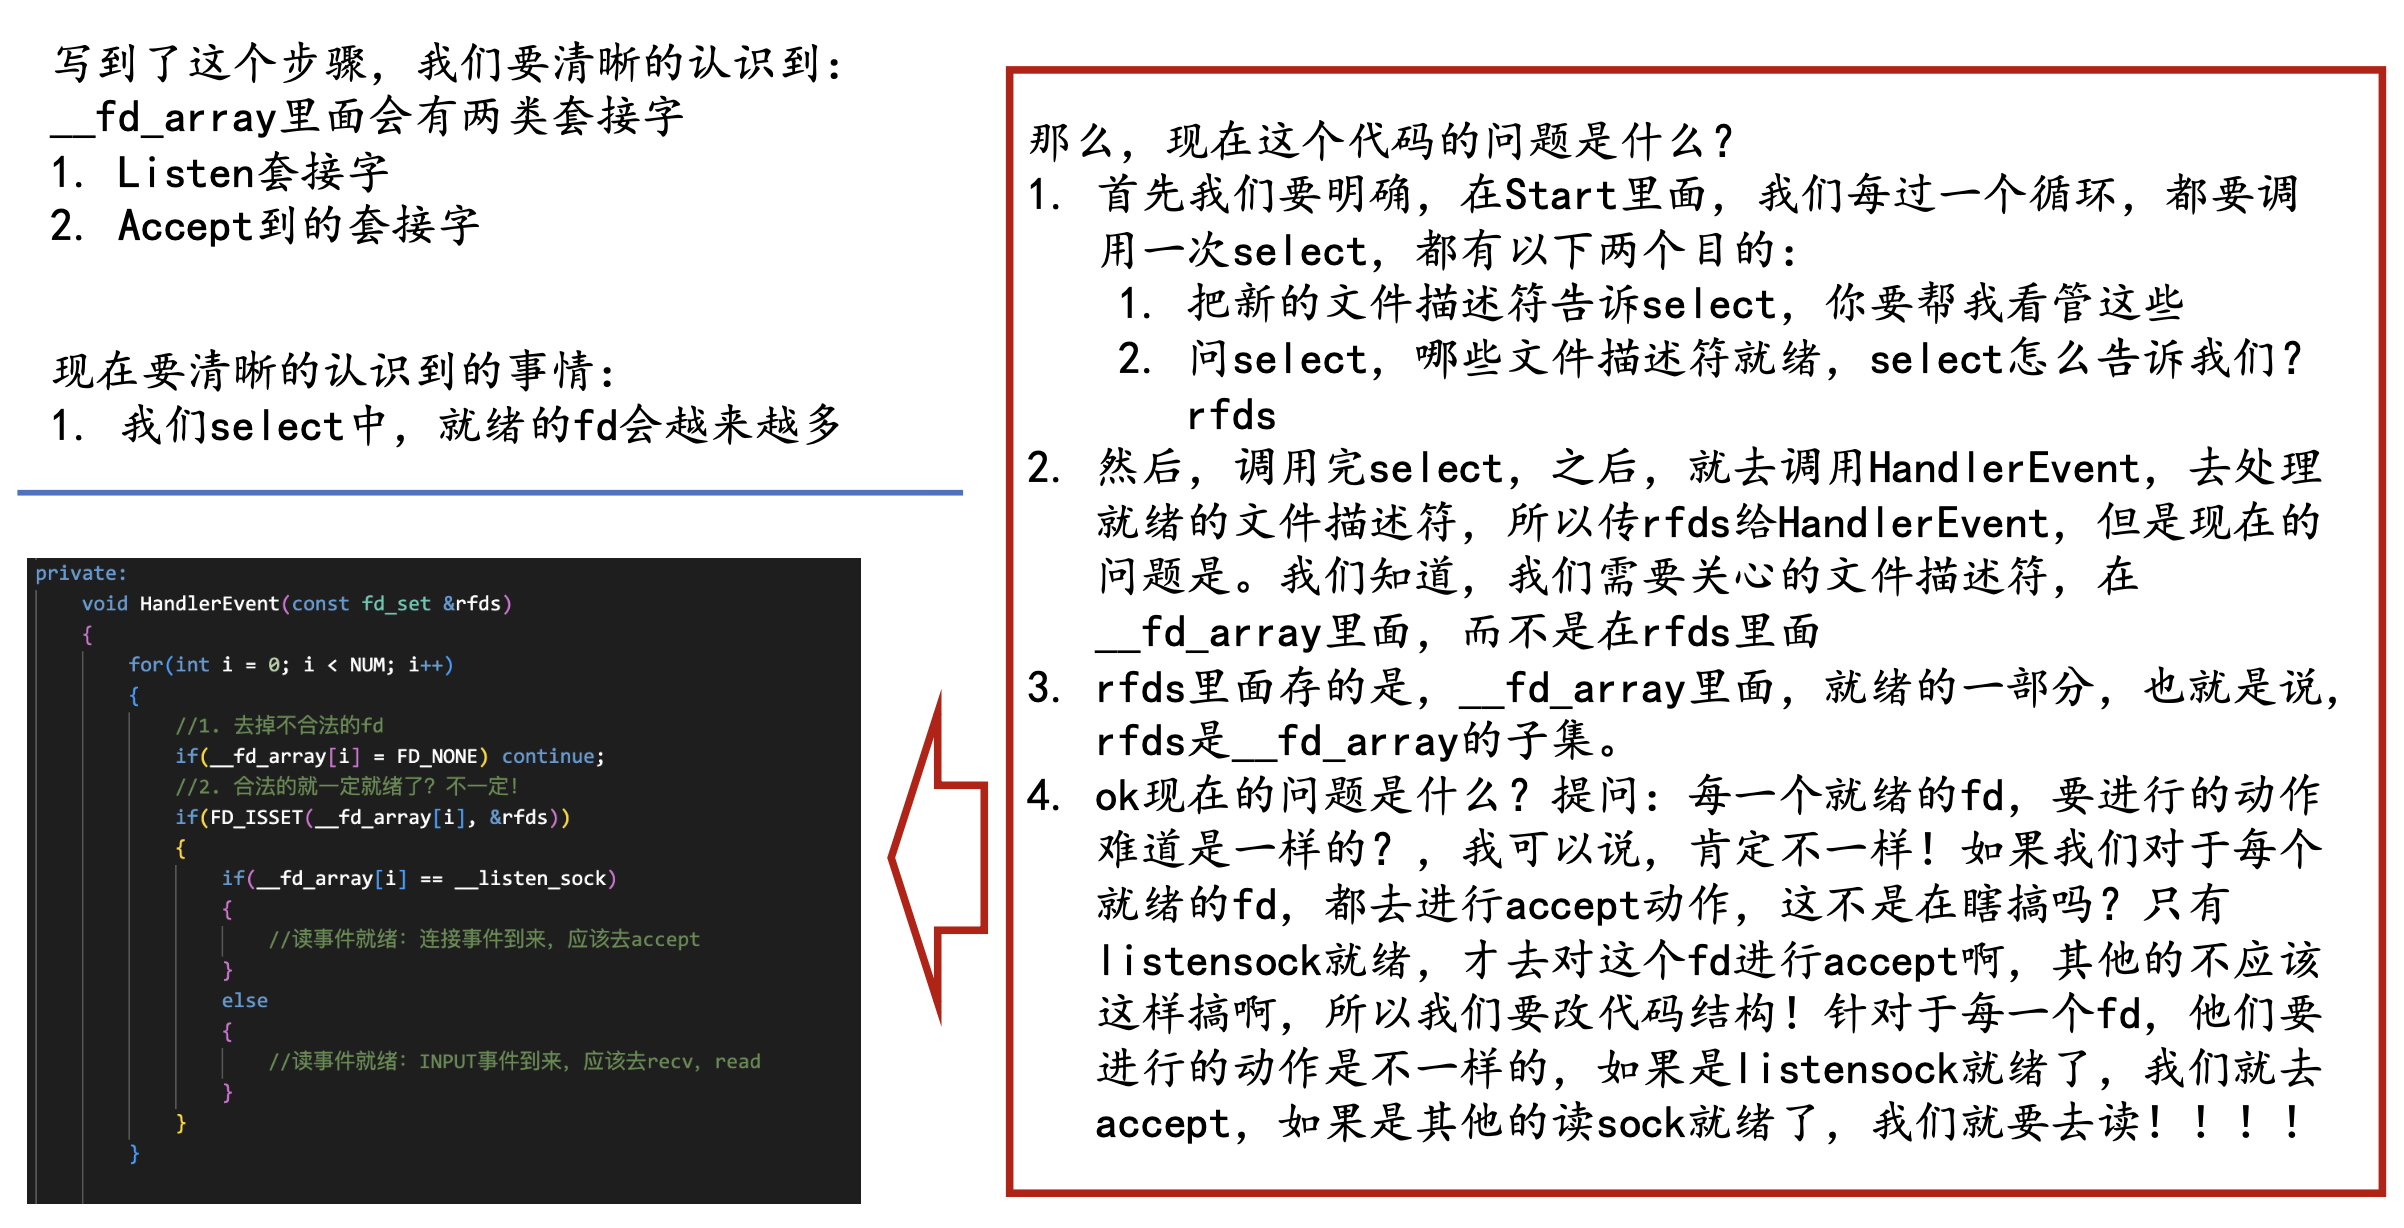 写到了这个步骤，我们要清晰的认识到：
__fd_array里面会有两类套接字
1. Listen套接字
2. Accept到的套接字
现在要清晰的认识到的事情：
1. 我们select中，就绪的fd会越来越多
private:
void HandlerEvent(const fd_set &rfds)
{
for(int i = 0; i < NUM; i++)
{
//1. 去掉不合法的fd
if(__fd_array[i] = FD_NONE) continue;
//2. 合法的就一定就绪了？不一定！
if(FD_ISSET(__fd_array[i], &rfds))
{
if(__fd_array[i] == __listen_sock)
{
//读事件就绪：连接事件到来，应该去accept
}
else
{
//读事件就绪：INPUT事件到来，应该去recv，read
}
}
}
那么，现在这个代码的问题是什么？
1. 首先我们要明确，在Start里面，我们每过一个循环，都要调
用一次select，都有以下两个目的：
1. 把新的文件描述符告诉select，你要帮我看管这些
2. 问select，哪些文件描述符就绪，select怎么告诉我们？
rfds
2. 然后，调用完select，之后，就去调用HandlerEvent，去处理
就绪的文件描述符，所以传rfds给HandlerEvent，但是现在的
问题是。我们知道，我们需要关心的文件描述符，在
__fd_array里面，而不是在rfds里面
3. rfds里面存的是，__fd_array里面，就绪的一部分，也就是说，
rfds是__fd_array的子集。
4. ok现在的问题是什么？提问：每一个就绪的fd，要进行的动作
难道是一样的？，我可以说，肯定不一样！如果我们对于每个
就绪的fd，都去进行accept动作，这不是在瞎搞吗？只有
listensock就绪，才去对这个fd进行accept啊，其他的不应该
这样搞啊，所以我们要改代码结构！针对于每一个fd，他们要
进行的动作是不一样的，如果是listensock就绪了，我们就去
accept，如果是其他的读sock就绪了，我们就要去读！！！！